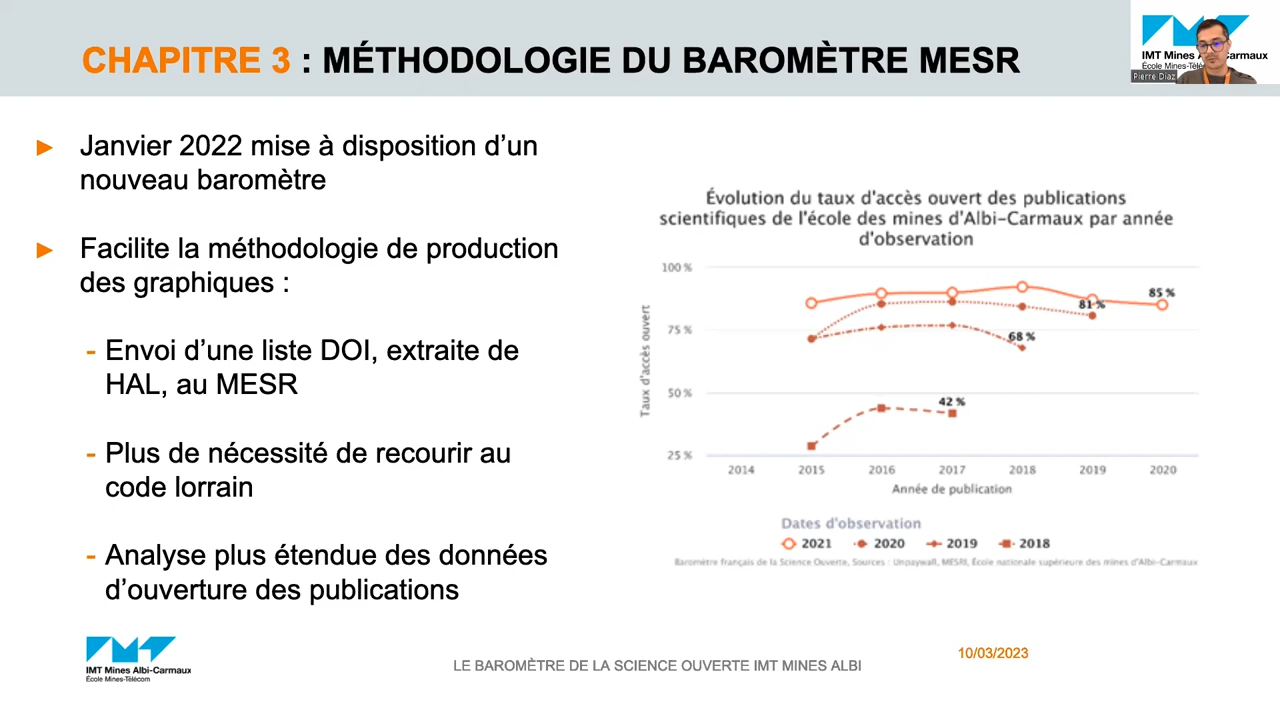 CHAPITRE 3 : MÉTHODOLOGIE DU BAROMÈTRE MESR
IMT Mines Albi-Carmaux
École Mines-Téléc
Pierre Diaz
► Janvier 2022 mise à disposition d’un
nouveau baromètre
► Facilite la méthodologie de production
des graphiques :
- Envoi d’une liste DOI, extraite de
HAL, au MESR
- Plus de nécessité de recourir au
code lorrain
- Analyse plus étendue des données
d’ouverture des publications
Évolution du taux d'accès ouvert des publications
scientifiques de l'école des mines d'Albi-Carmaux par année
d'observation
Taux d'accès ouvert
100 %
75 %
50 %
25 %
85 %
81 %
68 %
42 %
2014 2015 2016 2017 2018 2019 2020
Année de publication
Dates d'observation
2021 2020 2019 2018
Baromètre français de la Science Ouverte, Sources : Unpaywall, MESRI, École nationale supérieure des mines d'Albi-Carmaux
IMT Mines Albi-Carmaux
École Mines-Télécom
LE BAROMÈTRE DE LA SCIENCE OUVERTE IMT MINES ALBI
10/03/2023